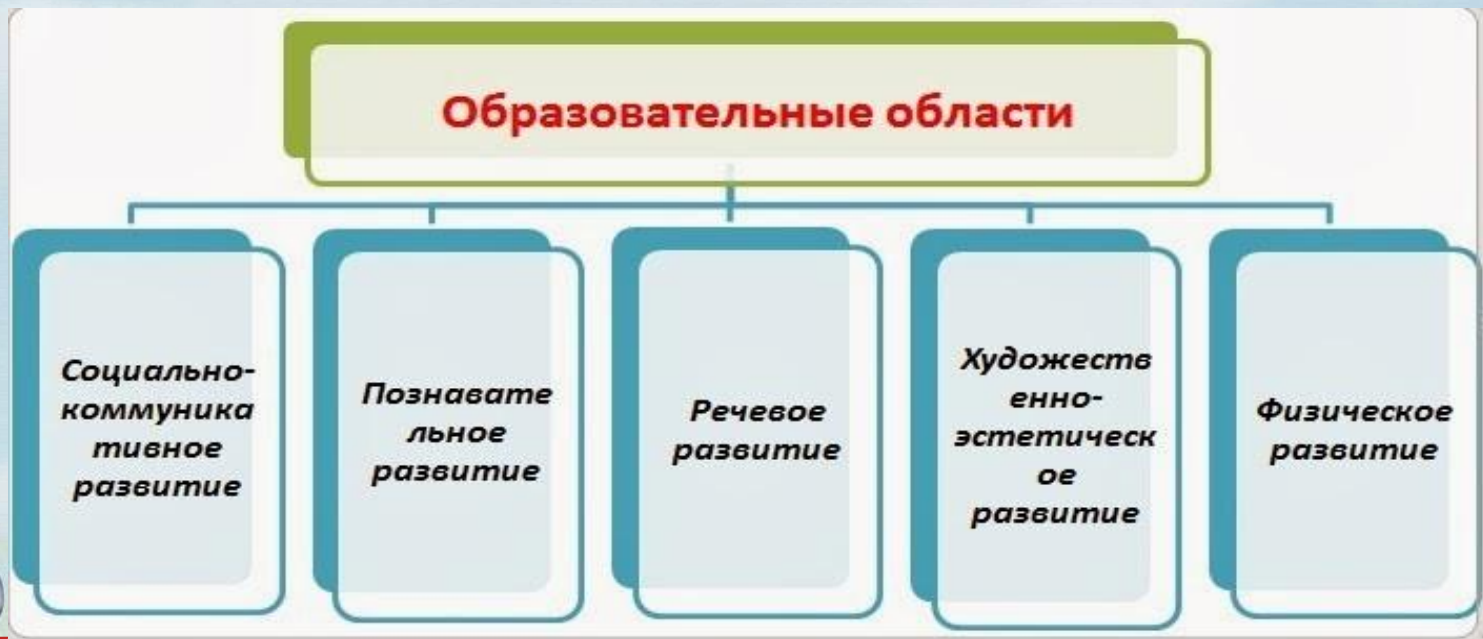 Образовательные области
Социально-
коммуника
тивное
развитие
Познавате
льное
развитие
Речевое
развитие
Художеств
енно-
эстетическ
ое
развитие
Физическое
развитие